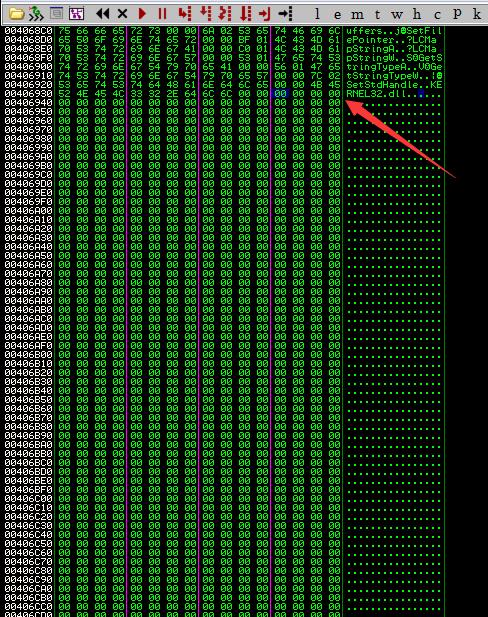 l e m t w h c p k
004068C0 75 66 66 65 72 73 00 00 6A 02 53 65 74 46 69 6C uffers..j@SetFil
004068D0 65 50 6F 69 6E 74 65 72 00 00 BF 01 4C 43 4D 61 ePointer..?LCMa
004068E0 70 53 74 72 69 6E 67 41 00 00 C0 01 4C 43 4D 61 pStringA..?LCMa
004068F0 70 53 74 72 69 6E 67 57 00 00 53 01 47 65 74 53 pStringW..S0GetS
00406900 74 72 69 6E 67 54 79 70 65 41 00 00 56 01 47 65 tringTypeA..V0Ge
00406910 74 53 74 72 69 6E 67 54 79 70 65 57 00 00 7C 02 tStringTypeW..|@
00406920 53 65 74 53 74 64 48 61 6E 64 6C 65 00 00 4B 45 SetStdHandle..KE
00406930 52 4E 45 4C 33 32 2E 64 6C 6C 00 00 00 00 00 00 RNEL32.dll......
00406940 00 00 00 00 00 00 00 00 00 00 00 00 00 00 00 00 ................
00406950 00 00 00 00 00 00 00 00 00 00 00 00 00 00 00 00 ................
00406960 00 00 00 00 00 00 00 00 00 00 00 00 00 00 00 00 ................
00406970 00 00 00 00 00 00 00 00 00 00 00 00 00 00 00 00 ................
00406980 00 00 00 00 00 00 00 00 00 00 00 00 00 00 00 00 ................
00406990 00 00 00 00 00 00 00 00 00 00 00 00 00 00 00 00 ................
004069A0 00 00 00 00 00 00 00 00 00 00 00 00 00 00 00 00 ................
004069B0 00 00 00 00 00 00 00 00 00 00 00 00 00 00 00 00 ................
004069C0 00 00 00 00 00 00 00 00 00 00 00 00 00 00 00 00 ................
004069D0 00 00 00 00 00 00 00 00 00 00 00 00 00 00 00 00 ................
004069E0 00 00 00 00 00 00 00 00 00 00 00 00 00 00 00 00 ................
004069F0 00 00 00 00 00 00 00 00 00 00 00 00 00 00 00 00 ................
00406A00 00 00 00 00 00 00 00 00 00 00 00 00 00 00 00 00 ................
00406A10 00 00 00 00 00 00 00 00 00 00 00 00 00 00 00 00 ................
00406A20 00 00 00 00 00 00 00 00 00 00 00 00 00 00 00 00 ................
00406A30 00 00 00 00 00 00 00 00 00 00 00 00 00 00 00 00 ................
00406A40 00 00 00 00 00 00 00 00 00 00 00 00 00 00 00 00 ................
00406A50 00 00 00 00 00 00 00 00 00 00 00 00 00 00 00 00 ................
00406A60 00 00 00 00 00 00 00 00 00 00 00 00 00 00 00 00 ................
00406A70 00 00 00 00 00 00 00 00 00 00 00 00 00 00 00 00 ................
00406A80 00 00 00 00 00 00 00 00 00 00 00 00 00 00 00 00 ................
00406A90 00 00 00 00 00 00 00 00 00 00 00 00 00 00 00 00 ................
00406AA0 00 00 00 00 00 00 00 00 00 00 00 00 00 00 00 00 ................
00406AB0 00 00 00 00 00 00 00 00 00 00 00 00 00 00 00 00 ................
00406AC0 00 00 00 00 00 00 00 00 00 00 00 00 00 00 00 00 ................
00406AD0 00 00 00 00 00 00 00 00 00 00 00 00 00 00 00 00 ................
00406AE0 00 00 00 00 00 00 00 00 00 00 00 00 00 00 00 00 ................
00406AF0 00 00 00 00 00 00 00 00 00 00 00 00 00 00 00 00 ................
00406B00 00 00 00 00 00 00 00 00 00 00 00 00 00 00 00 00 ................
00406B10 00 00 00 00 00 00 00 00 00 00 00 00 00 00 00 00 ................
00406B20 00 00 00 00 00 00 00 00 00 00 00 00 00 00 00 00 ................
00406B30 00 00 00 00 00 00 00 00 00 00 00 00 00 00 00 00 ................
00406B40 00 00 00 00 00 00 00 00 00 00 00 00 00 00 00 00 ................
00406B50 00 00 00 00 00 00 00 00 00 00 00 00 00 00 00 00 ................
00406B60 00 00 00 00 00 00 00 00 00 00 00 00 00 00 00 00 ................
00406B70 00 00 00 00 00 00 00 00 00 00 00 00 00 00 00 00 ................
00406B80 00 00 00 00 00 00 00 00 00 00 00 00 00 00 00 00 ................
00406B90 00 00 00 00 00 00 00 00 00 00 00 00 00 00 00 00 ................
00406BA0 00 00 00 00 00 00 00 00 00 00 00 00 00 00 00 00 ................
00406BB0 00 00 00 00 00 00 00 00 00 00 00 00 00 00 00 00 ................
00406BC0 00 00 00 00 00 00 00 00 00 00 00 00 00 00 00 00 ................
00406BD0 00 00 00 00 00 00 00 00 00 00 00 00 00 00 00 00 ................
00406BE0 00 00 00 00 00 00 00 00 00 00 00 00 00 00 00 00 ................
00406BF0 00 00 00 00 00 00 00 00 00 00 00 00 00 00 00 00 ................
00406C00 00 00 00 00 00 00 00 00 00 00 00 00 00 00 00 00 ................
00406C10 00 00 00 00 00 00 00 00 00 00 00 00 00 00 00 00 ................
00406C20 00 00 00 00 00 00 00 00 00 00 00 00 00 00 00 00 ................
00406C30 00 00 00 00 00 00 00 00 00 00 00 00 00 00 00 00 ................
00406C40 00 00 00 00 00 00 00 00 00 00 00 00 00 00 00 00 ................
00406C50 00 00 00 00 00 00 00 00 00 00 00 00 00 00 00 00 ................
00406C60 00 00 00 00 00 00 00 00 00 00 00 00 00 00 00 00 ................
00406C70 00 00 00 00 00 00 00 00 00 00 00 00 00 00 00 00 ................
00406C80 00 00 00 00 00 00 00 00 00 00 00 00 00 00 00 00 ................
00406C90 00 00 00 00 00 00 00 00 00 00 00 00 00 00 00 00 ................
00406CA0 00 00 00 00 00 00 00 00 00 00 00 00 00 00 00 00 ................
00406CB0 00 00 00 00 00 00 00 00 00 00 00 00 00 00 00 00 ................
00406CC0 00 00 00 00 00 00 00 00 00 00 00 00 00 00 00 00 ................
00406CD0 00 00 00 00 00 00 00 00 00 00 00 00 00 00 00 00 ................